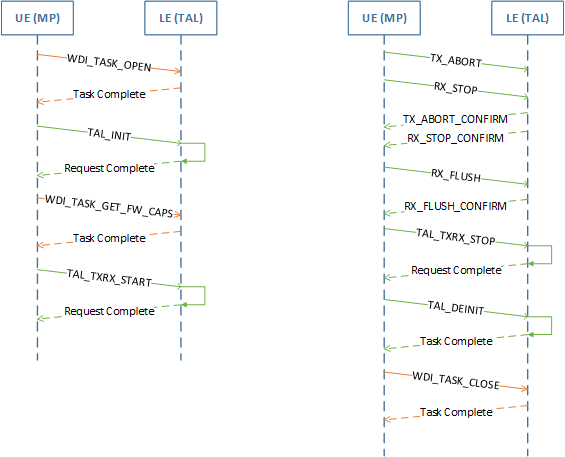 UE (MP)
LE (TAL)
WDI_TASK_OPEN
Task Complete
TAL_INIT
Request Complete
WDI_TASK_GET_FW_CAPS
Task Complete
TAL_TXRX_START
Request Complete
UE (MP)
LE (TAL)
TX_ABORT
RX_STOP
TX_ABORT_CONFIRM
RX_STOP_CONFIRM
RX_FLUSH
RX_FLUSH_CONFIRM
TAL_TXRX_STOP
Request Complete
TAL_DEINIT
Task Complete
WDI_TASK_CLOSE
Task Complete